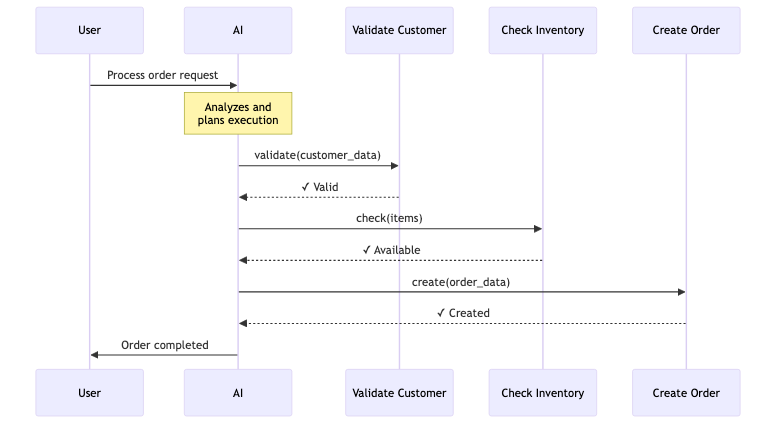 User
AI
Validate Customer
Check Inventory
Create Order
Process order request
Analyzes and
plans execution
validate(customer_data)
✓ Valid
check(items)
✓ Available
create(order_data)
✓ Created
Order completed
User
AI
Validate Customer
Check Inventory
Create Order